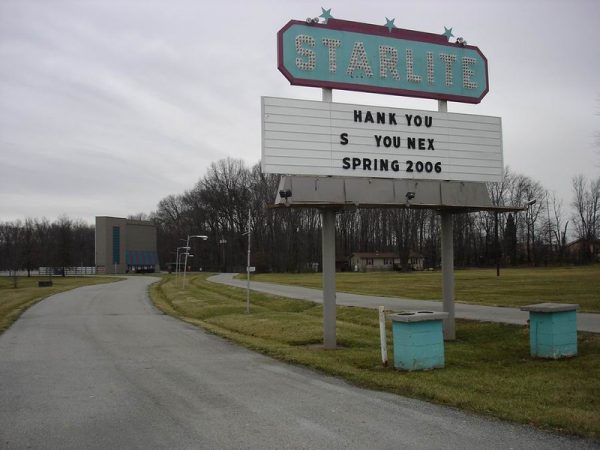 STARLITE
HANK YOU
S YOU NEX
SPRING 2006